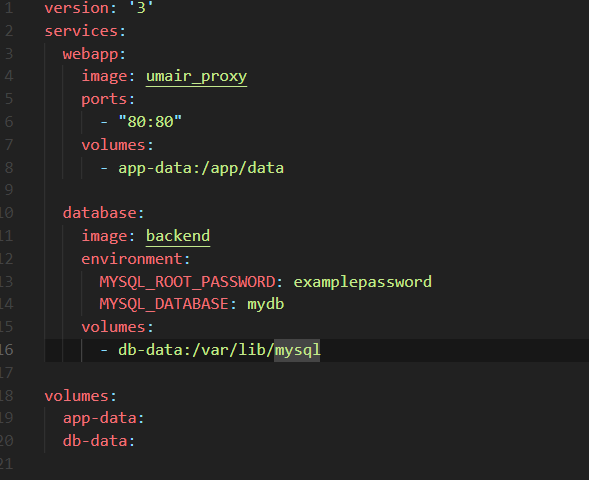 1 version: '3'
2 services:
3   webapp:
4     image: umair_proxy
5     ports:
6       - "80:80"
7     volumes:
8       - app-data:/app/data
9
10   database:
11     image: backend
12     environment:
13       MYSQL_ROOT_PASSWORD: examplepassword
14       MYSQL_DATABASE: mydb
15     volumes:
16       - db-data:/var/lib/mysql
17
18 volumes:
19   app-data:
20   db-data:
21